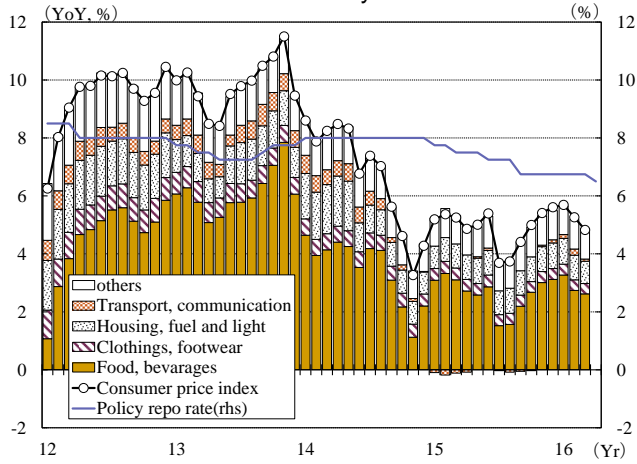 (YoY, %)
(%)
12 12
10 10
8 8
6 6
4 4
2 2
0 0
-2 -2
others
Transport, communication
Housing, fuel and light
Clothings, footwear
Food, bevarages
Consumer price index
Policy repo rate(rhs)
12 13 14 15 16 (Yr)